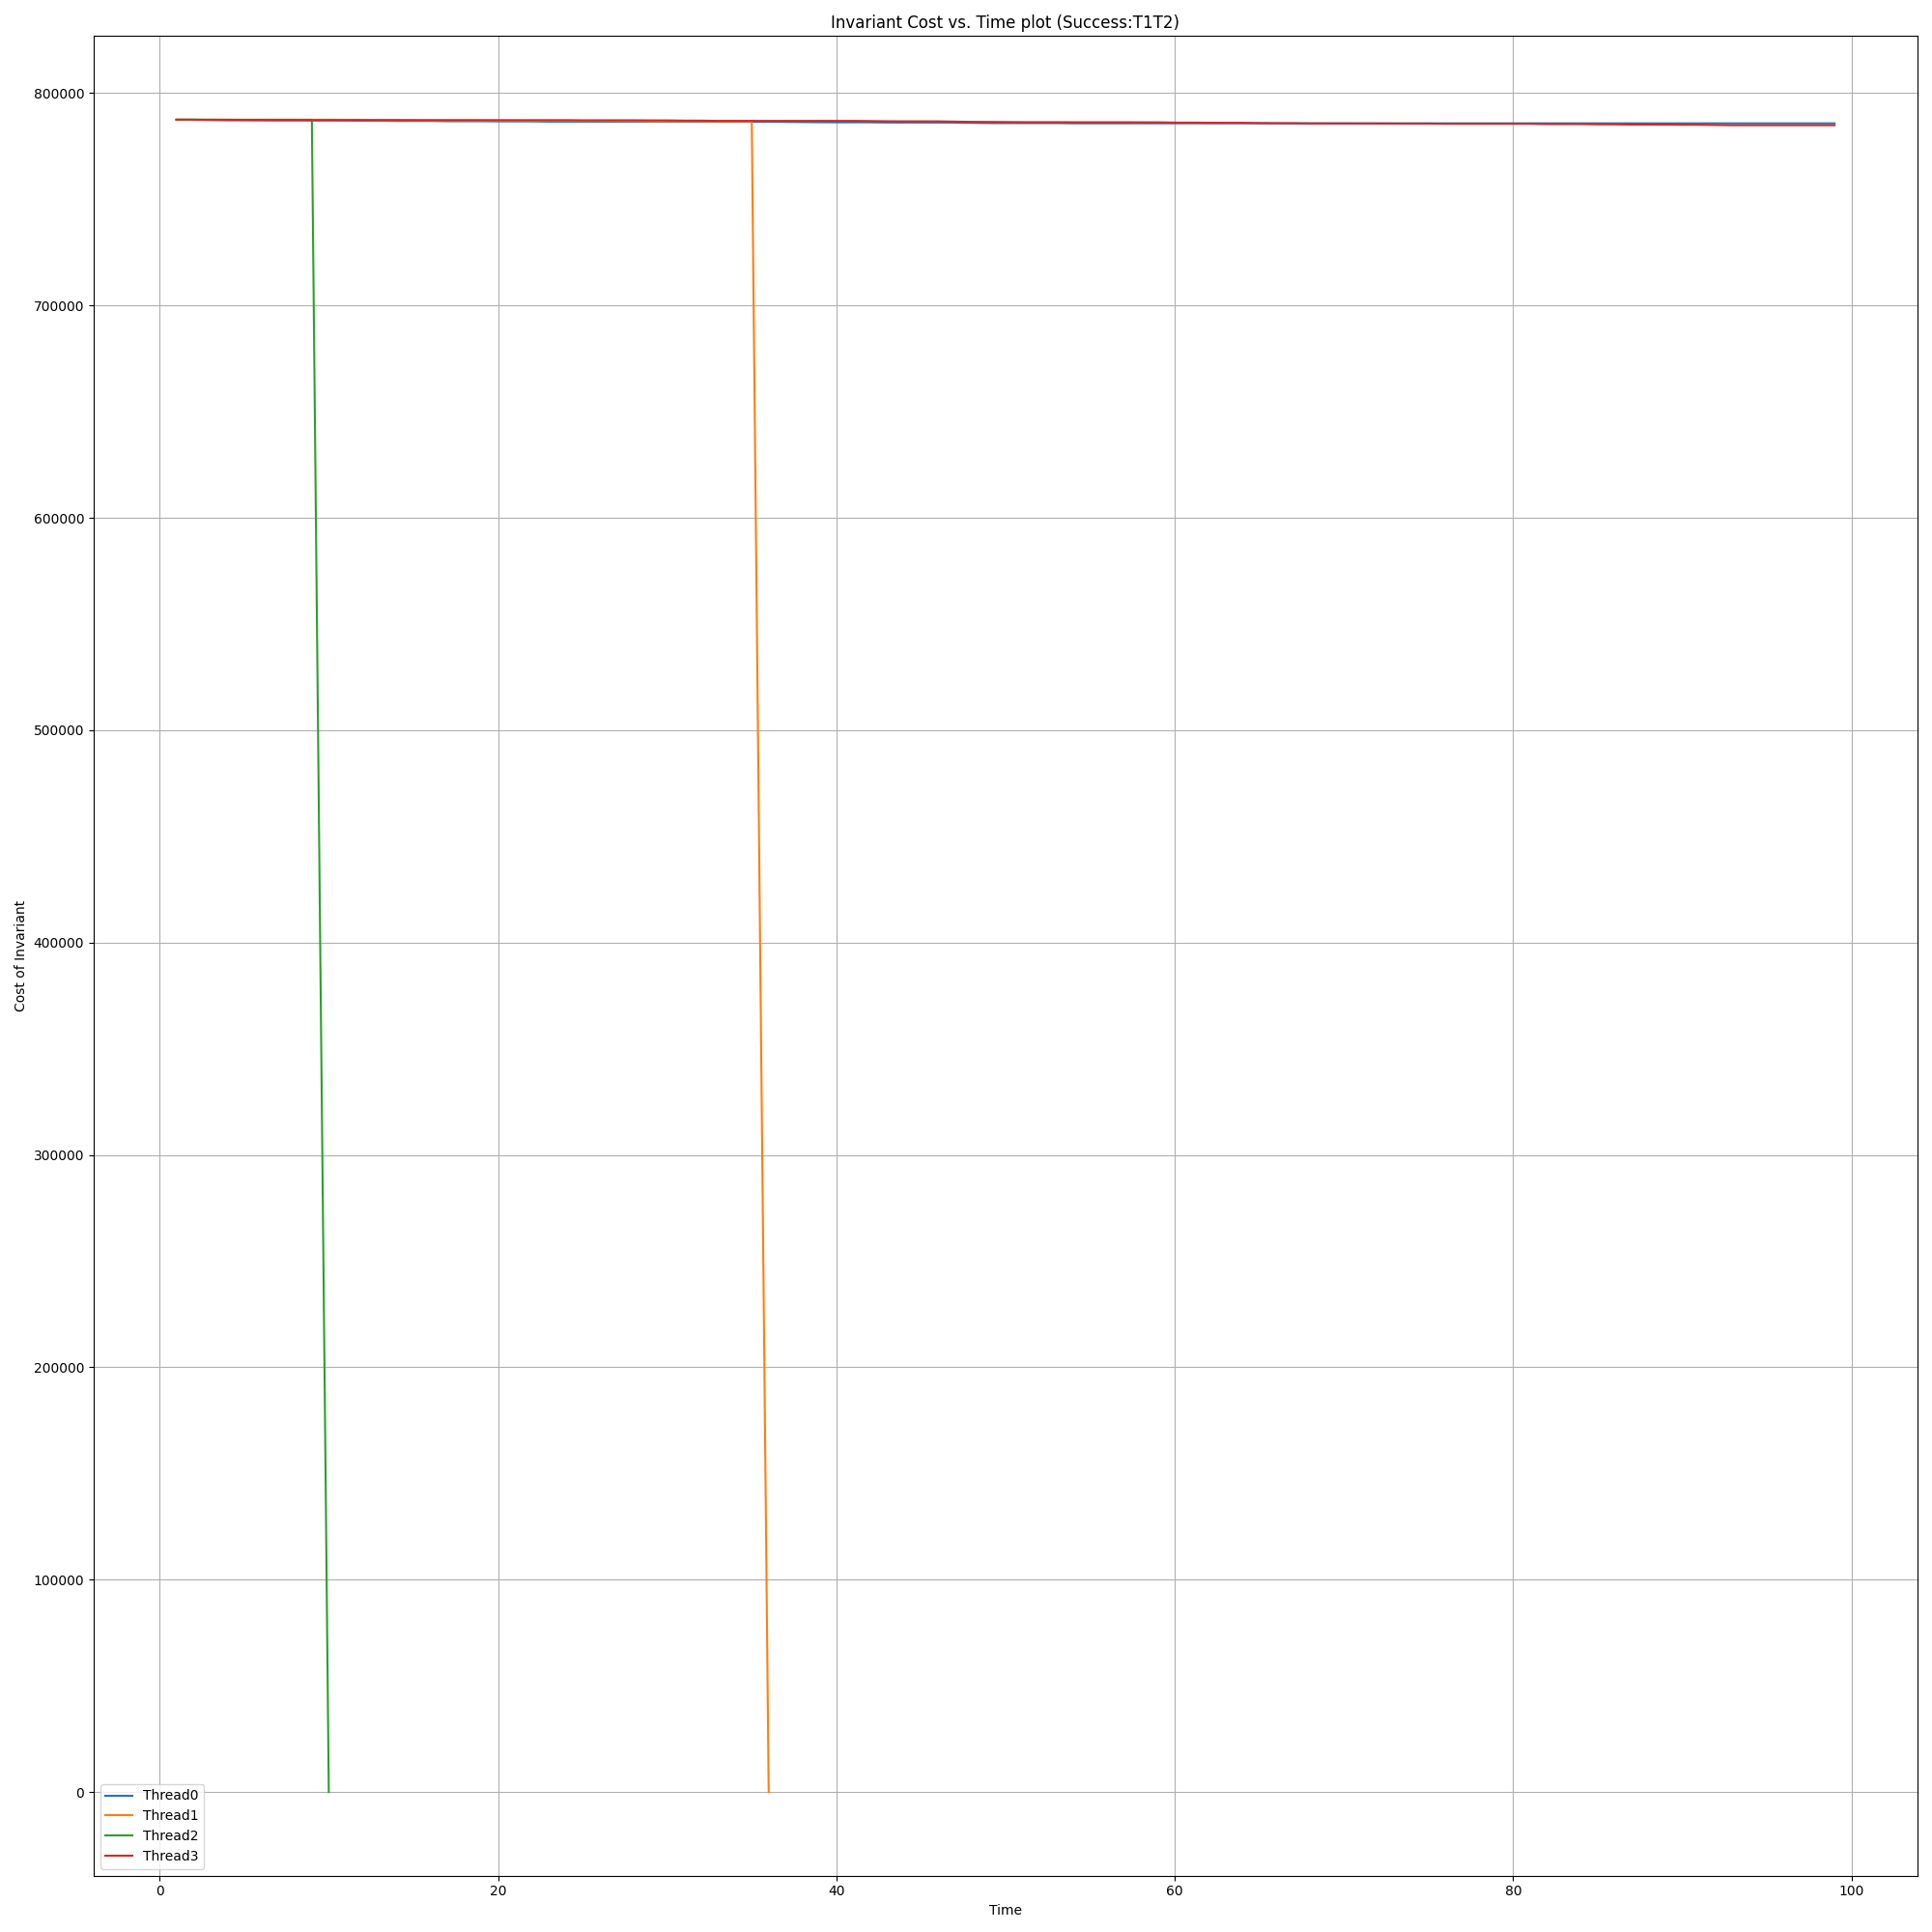 Invariant Cost vs. Time plot (Success:T1T2)
Cost of Invariant
800000
700000
600000
500000
400000
300000
200000
100000
0
Thread0
Thread1
Thread2
Thread3
0 20 40 60 80 100
Time